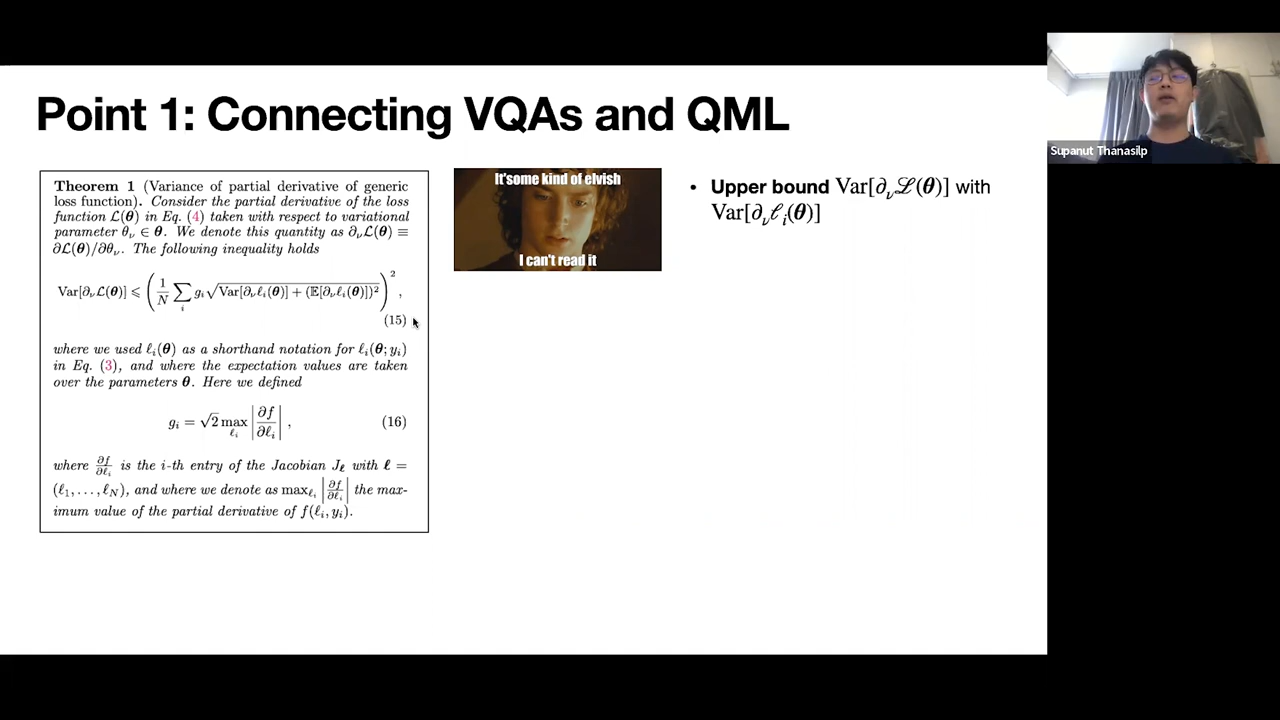 Point 1: Connecting VQAs and QML
Theorem 1 (Variance of partial derivative of generic
loss function). Consider the partial derivative of the loss
function ℒ(θ) in Eq. (4) taken with respect to variational
parameter θ_ν ∈ θ. We denote this quantity as ∂_νℒ(θ) ≡
∂ℒ(θ)/∂θ_ν. The following inequality holds
Var[∂_νℒ(θ)] ⩽ (1/N ∑_i g_i √(Var[∂_νℓ_i(θ)] + (𝔼[∂_νℓ_i(θ)])²))²,
(15)
where we used ℓ_i(θ) as a shorthand notation for ℓ_i(θ; y_i)
in Eq. (3), and where the expectation values are taken
over the parameters θ. Here we defined
g_i = √2 max_{ℓ_i} |∂f/∂ℓ_i| , (16)
where ∂f/∂ℓ_i is the i-th entry of the Jacobian J_ℓ with ℓ =
(ℓ_1, . . . , ℓ_N), and where we denote as max_{ℓ_i} |∂f/∂ℓ_i| the max-
imum value of the partial derivative of f(ℓ_i, y_i).
It'some kind of elvish
I can't read it
• Upper bound Var[∂_νℒ(θ)] with
Var[∂_νℓ_i(θ)]
Supanut Thanasilp